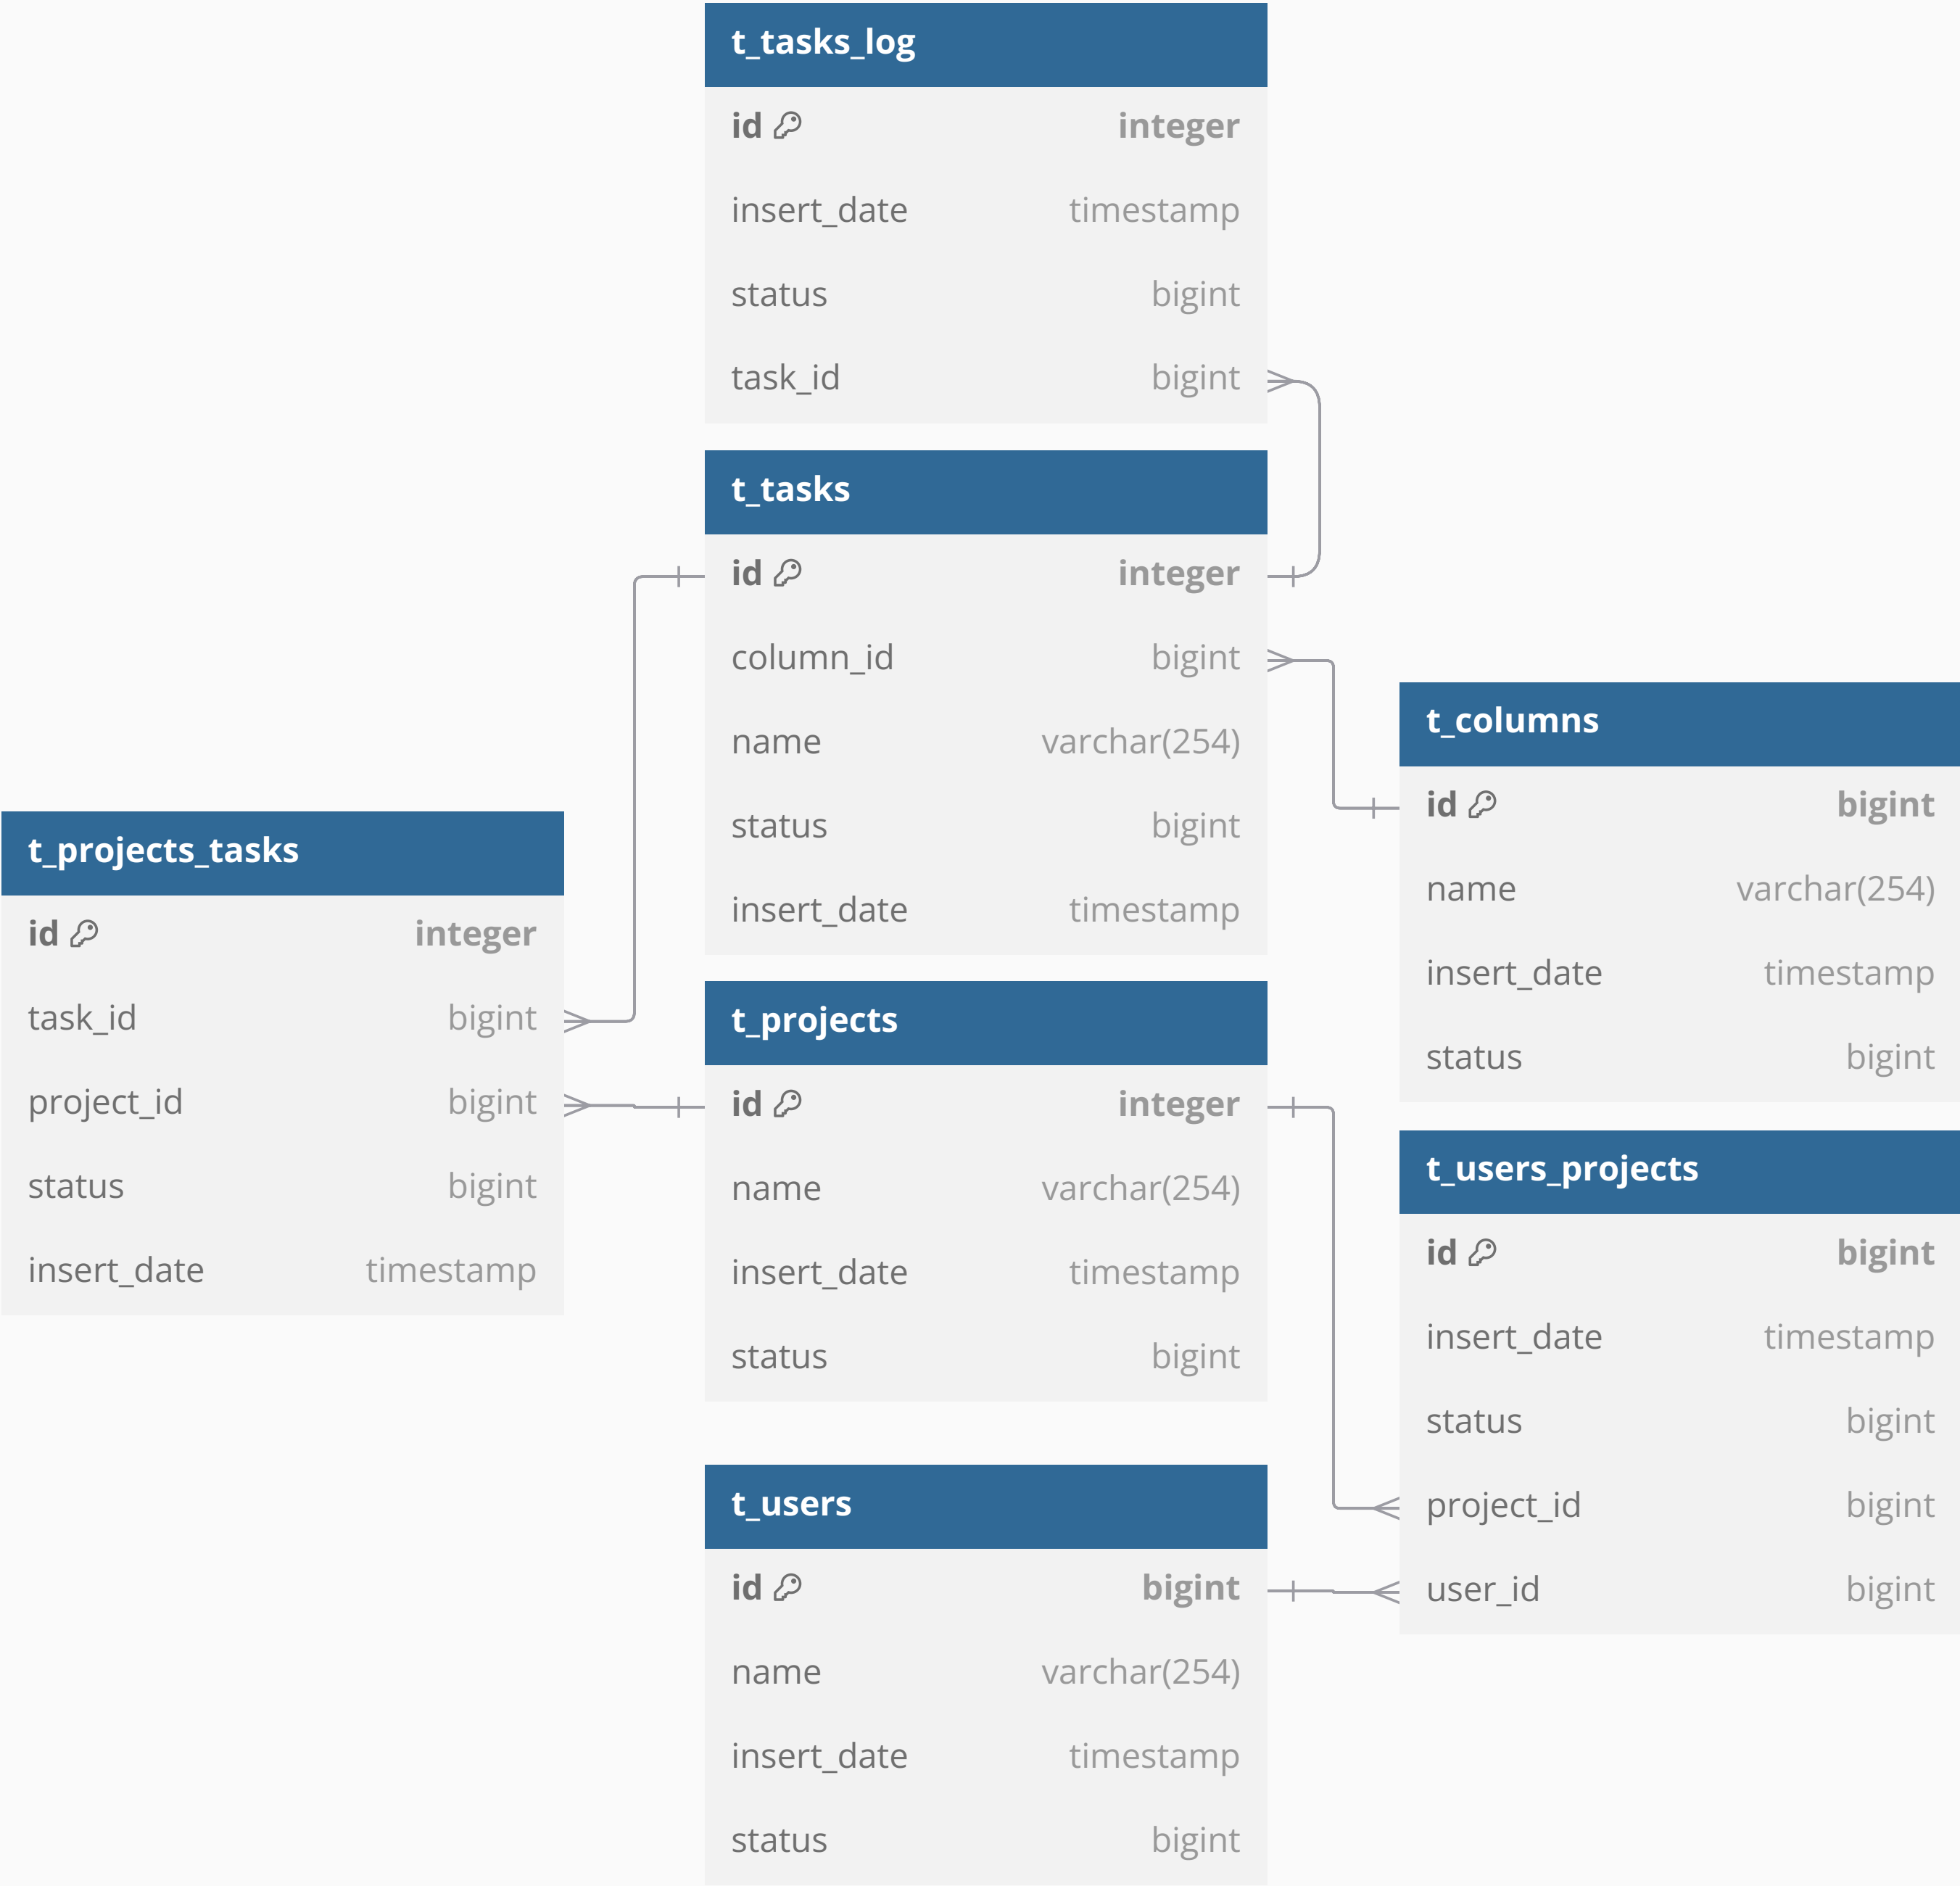 t_tasks_log
id integer
insert_date timestamp
status bigint
task_id bigint
t_tasks
id integer
column_id bigint
name varchar(254)
status bigint
insert_date timestamp
t_columns
id bigint
name varchar(254)
insert_date timestamp
status bigint
t_projects_tasks
id integer
task_id bigint
project_id bigint
status bigint
insert_date timestamp
t_projects
id integer
name varchar(254)
insert_date timestamp
status bigint
t_users_projects
id bigint
insert_date timestamp
status bigint
project_id bigint
user_id bigint
t_users
id bigint
name varchar(254)
insert_date timestamp
status bigint